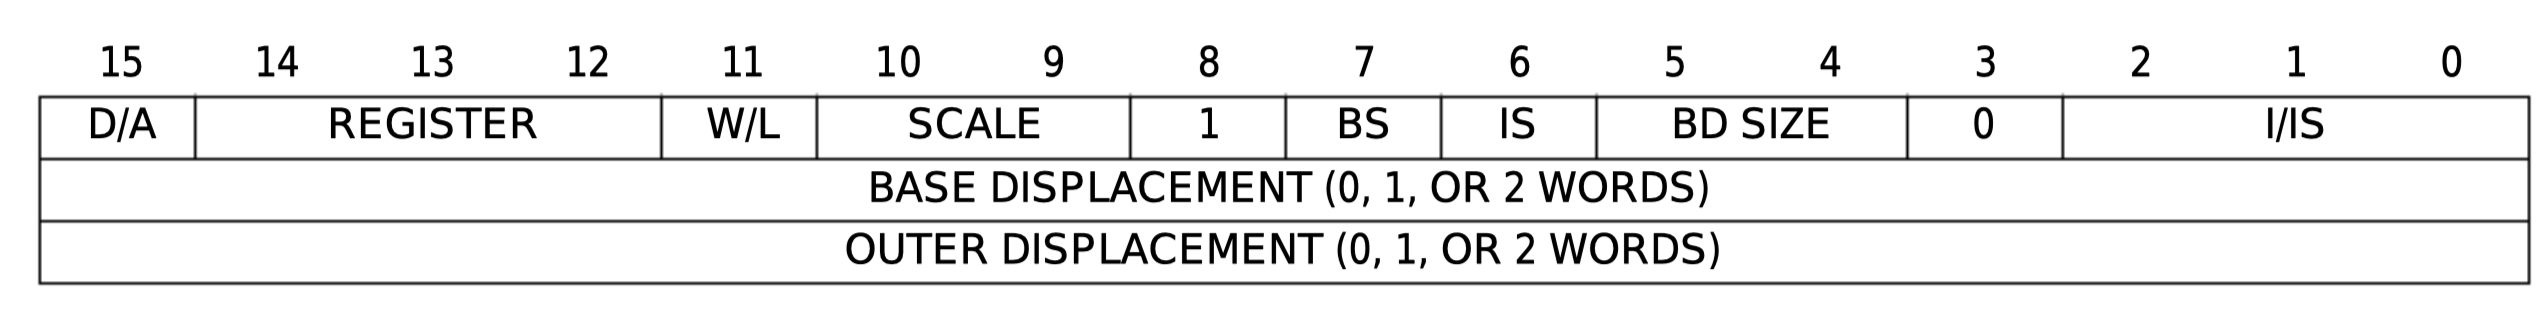 15 14 13 12 11 10 9 8 7 6 5 4 3 2 1 0
D/A REGISTER W/L SCALE 1 BS IS BD SIZE 0 I/IS
BASE DISPLACEMENT (0, 1, OR 2 WORDS)
OUTER DISPLACEMENT (0, 1, OR 2 WORDS)